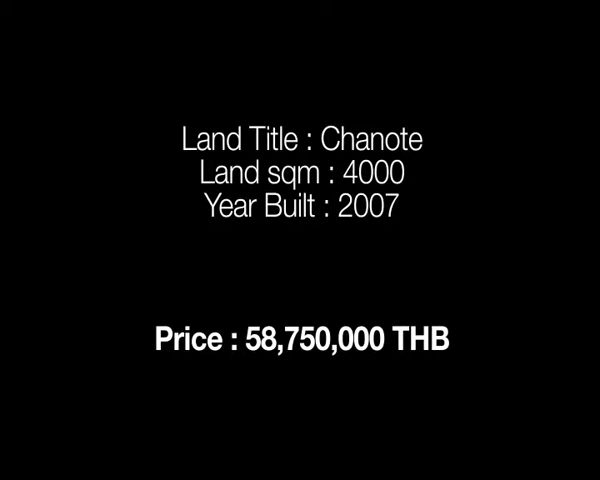 Land Title : Chanote
Land sqm : 4000
Year Built : 2007
Price : 58,750,000 THB